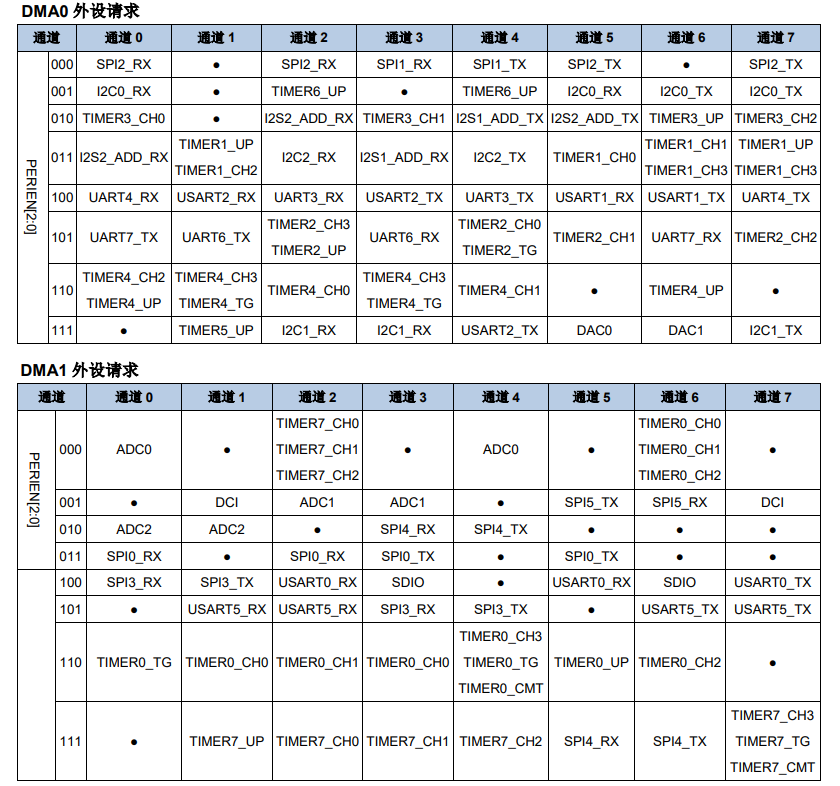 DMA0 外设请求
通道 通道 0 通道 1 通道 2 通道 3 通道 4 通道 5 通道 6 通道 7
PERIEN[2:0]
000 SPI2_RX ● SPI2_RX SPI1_RX SPI1_TX SPI2_TX ● SPI2_TX
001 I2C0_RX ● TIMER6_UP ● TIMER6_UP I2C0_RX I2C0_TX I2C0_TX
010 TIMER3_CH0 ● I2S2_ADD_RX TIMER3_CH1 I2S1_ADD_TX I2S2_ADD_TX TIMER3_UP TIMER3_CH2
TIMER1_UP TIMER1_CH1 TIMER1_UP
011 I2S2_ADD_RX I2C2_RX I2S1_ADD_RX I2C2_TX TIMER1_CH0
TIMER1_CH2 TIMER1_CH3 TIMER1_CH3
100 UART4_RX USART2_RX UART3_RX USART2_TX UART3_TX USART1_RX USART1_TX UART4_TX
TIMER2_CH3 TIMER2_CH0
101 UART7_TX UART6_TX UART6_RX TIMER2_CH1 UART7_RX TIMER2_CH2
TIMER2_UP TIMER2_TG
TIMER4_CH2 TIMER4_CH3 TIMER4_CH3
110 TIMER4_CH0 TIMER4_CH1 ● TIMER4_UP ●
TIMER4_UP TIMER4_TG TIMER4_TG
111 ● TIMER5_UP I2C1_RX I2C1_RX USART2_TX DAC0 DAC1 I2C1_TX
DMA1 外设请求
通道 通道 0 通道 1 通道 2 通道 3 通道 4 通道 5 通道 6 通道 7
PERIEN[2:0]
TIMER7_CH0 TIMER0_CH0
000 ADC0 ● TIMER7_CH1 ● ADC0 ● TIMER0_CH1 ●
TIMER7_CH2 TIMER0_CH2
001 ● DCI ADC1 ADC1 ● SPI5_TX SPI5_RX DCI
010 ADC2 ADC2 ● SPI4_RX SPI4_TX ● ● ●
011 SPI0_RX ● SPI0_RX SPI0_TX ● SPI0_TX ● ●
100 SPI3_RX SPI3_TX USART0_RX SDIO ● USART0_RX SDIO USART0_TX
101 ● USART5_RX USART5_RX SPI3_RX SPI3_TX ● USART5_TX USART5_TX
TIMER0_CH3
110 TIMER0_TG TIMER0_CH0 TIMER0_CH1 TIMER0_CH0 TIMER0_TG TIMER0_UP TIMER0_CH2 ●
TIMER0_CMT
TIMER7_CH3
111 ● TIMER7_UP TIMER7_CH0 TIMER7_CH1 TIMER7_CH2 SPI4_RX SPI4_TX TIMER7_TG
TIMER7_CMT